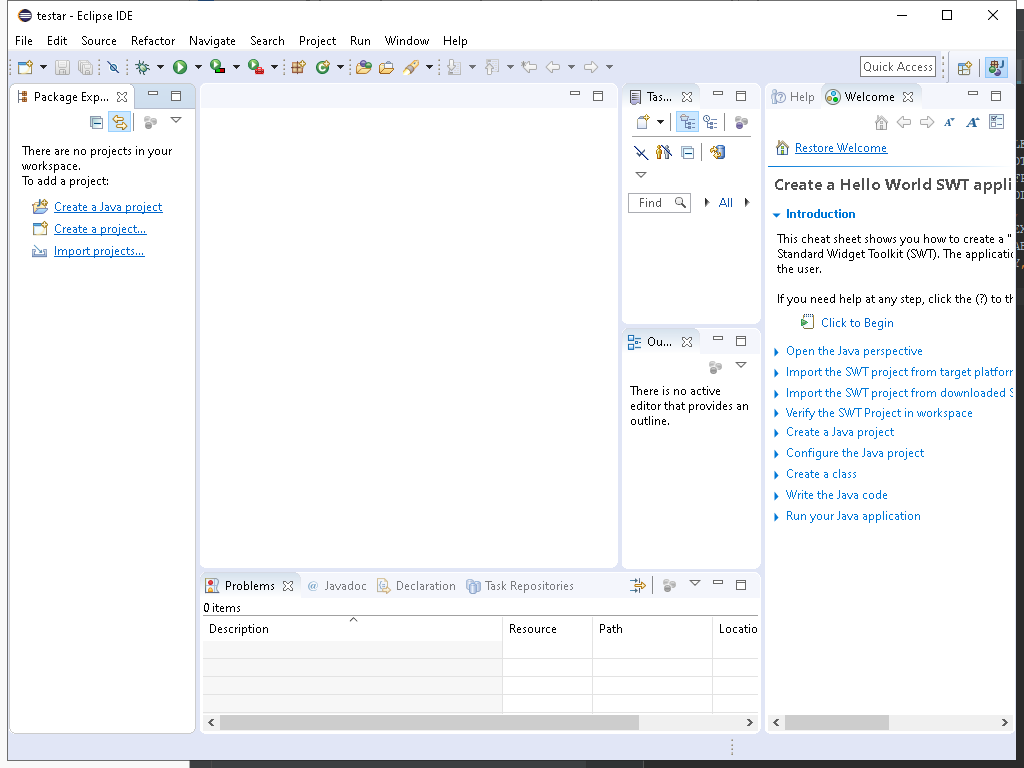 testar - Eclipse IDE
File Edit Source Refactor Navigate Search Project Run Window Help
Quick Access
Package Exp...
There are no projects in your
workspace.
To add a project:
Create a Java project
Create a project...
Import projects...
Tas...
Find
All
Ou...
There is no active
editor that provides an
outline.
Help
Welcome
Restore Welcome
Create a Hello World SWT appli
Introduction
This cheat sheet shows you how to create a "
Standard Widget Toolkit (SWT). The applicatio
the user.
If you need help at any step, click the (?) to th
Click to Begin
Open the Java perspective
Import the SWT project from target platform
Import the SWT project from downloaded S
Verify the SWT Project in workspace
Create a Java project
Configure the Java project
Create a class
Write the Java code
Run your Java application
Problems
@ Javadoc
Declaration
Task Repositories
0 items
Description
Resource
Path
Locatio